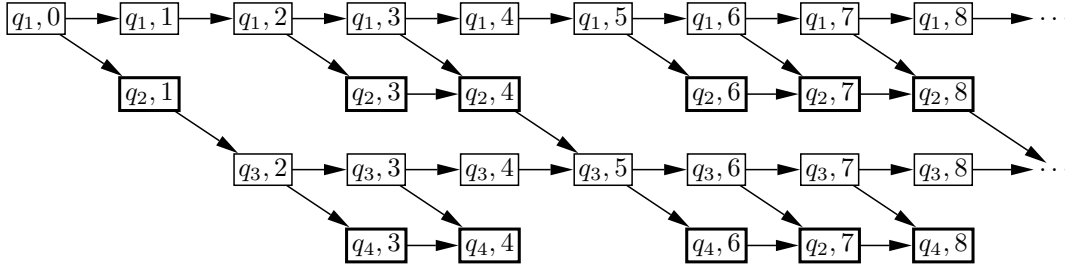 q₁, 0 q₁, 1 q₁, 2 q₁, 3 q₁, 4 q₁, 5 q₁, 6 q₁, 7 q₁, 8 ···
q₂, 1 q₂, 3 q₂, 4 q₂, 6 q₂, 7 q₂, 8
q₃, 2 q₃, 3 q₃, 4 q₃, 5 q₃, 6 q₃, 7 q₃, 8 ···
q₄, 3 q₄, 4 q₄, 6 q₂, 7 q₄, 8